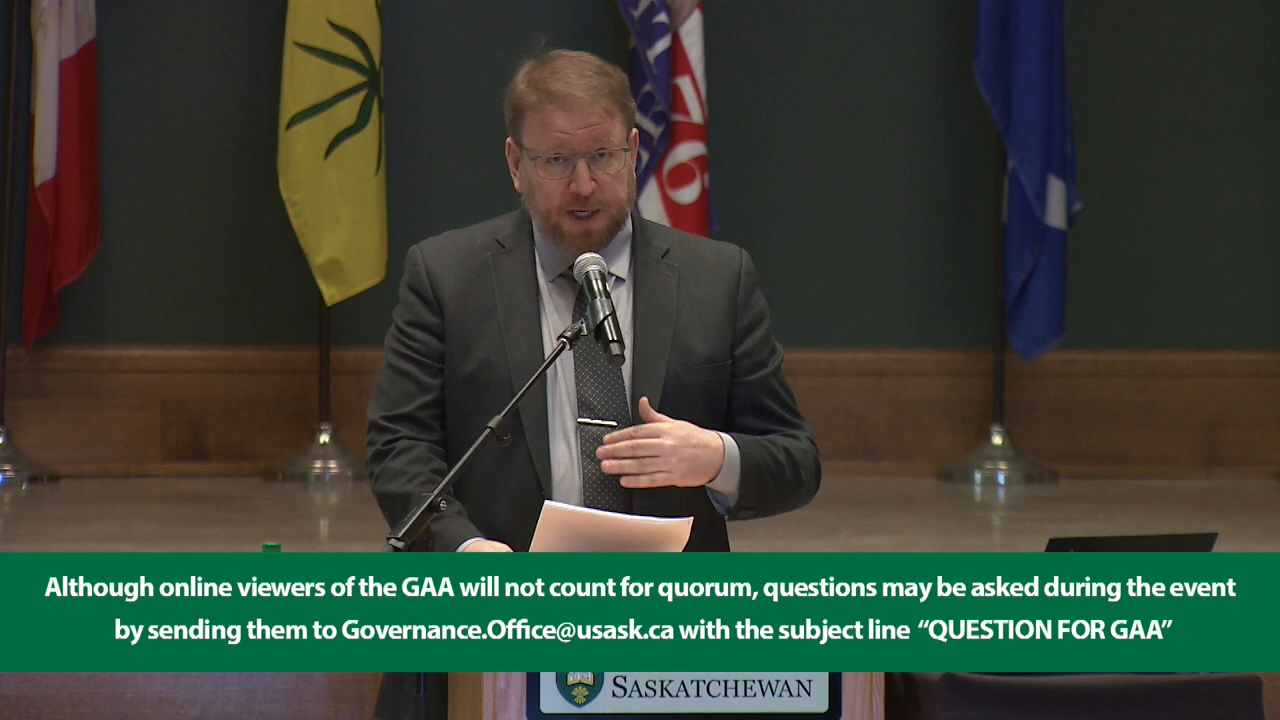 76
Although online viewers of the GAA will not count for quorum, questions may be asked during the event
by sending them to Governance.Office@usask.ca with the subject line “QUESTION FOR GAA”
SASKATCHEWAN